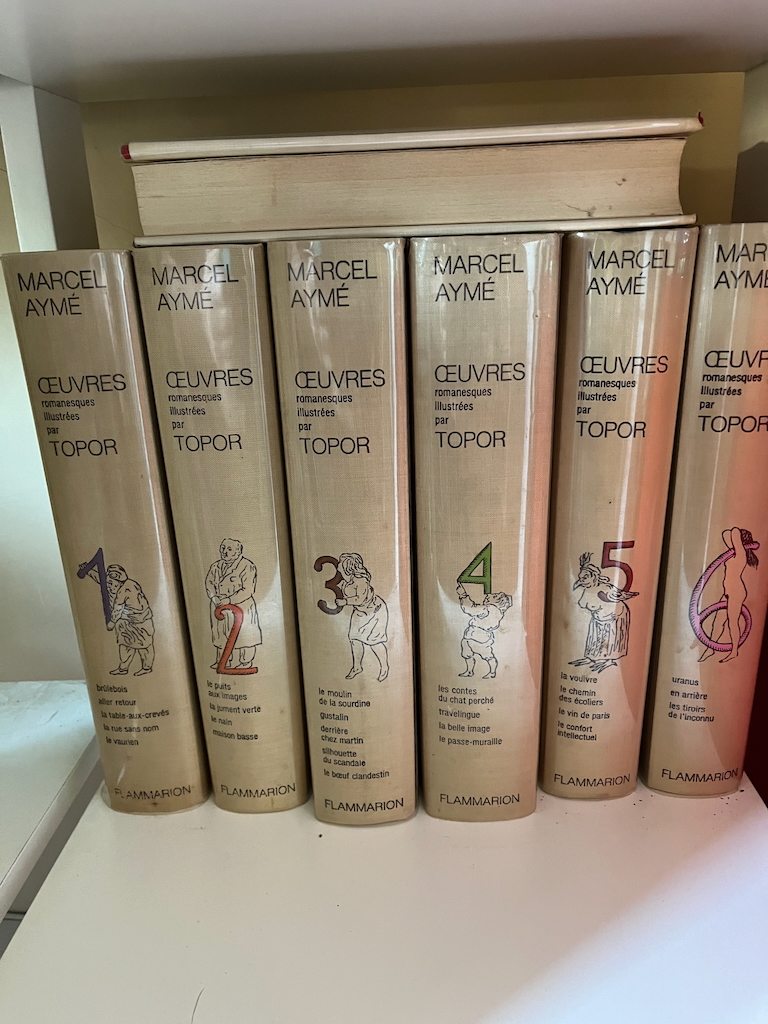 MARCEL
AYMÉ
ŒUVRES
romanesques
illustrées
par
TOPOR
1
brûlebois
aller retour
la table-aux-crevés
la rue sans nom
le vaurien
FLAMMARION
MARCEL
AYMÉ
ŒUVRES
romanesques
illustrées
par
TOPOR
2
le puits
aux images
la jument verte
le nain
maison basse
FLAMMARION
MARCEL
AYMÉ
ŒUVRES
romanesques
illustrées
par
TOPOR
3
le moulin
de la sourdine
gustalin
derrière
chez martin
silhouette
du scandale
le bœuf clandestin
FLAMMARION
MARCEL
AYMÉ
ŒUVRES
romanesques
illustrées
par
TOPOR
4
les contes
du chat perché
travelingue
la belle image
le passe-muraille
FLAMMARION
MARCEL
AYMÉ
ŒUVRES
romanesques
illustrées
par
TOPOR
5
la vouivre
le chemin
des écoliers
le vin de paris
le confort
intellectuel
FLAMMARION
MAR
AYM
ŒUVR
romanesques
illustrées
par
TOPOR
6
uranus
en arrière
les tiroirs
de l'inconnu
FLAMMARION